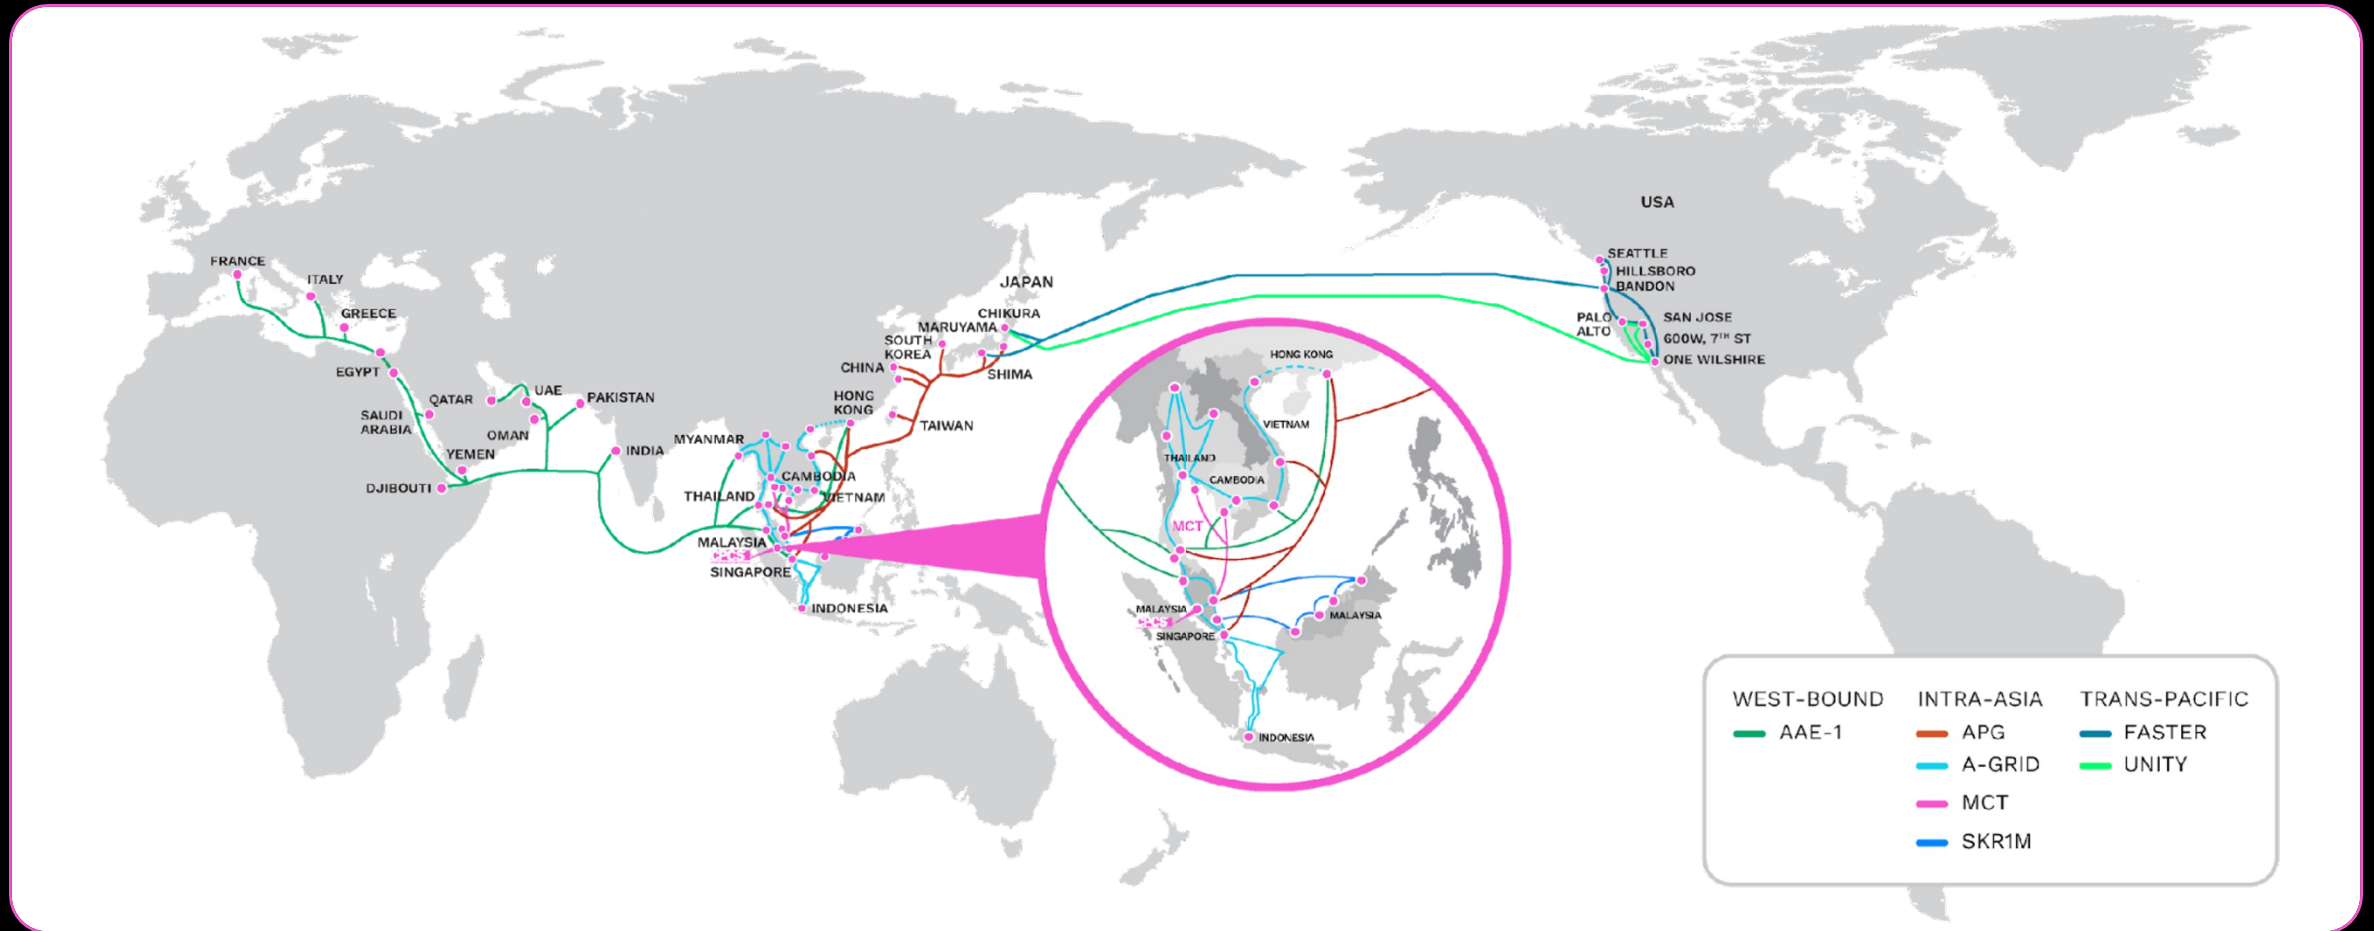 FRANCE
ITALY
GREECE
EGYPT
QATAR
UAE
PAKISTAN
SAUDI
ARABIA
OMAN
YEMEN
DJIBOUTI
INDIA
MYANMAR
CAMBODIA
THAILAND
VIETNAM
MALAYSIA
CPCS
SINGAPORE
INDONESIA
HONG
KONG
TAIWAN
CHINA
SOUTH
KOREA
MARUYAMA
CHIKURA
JAPAN
SHIMA
USA
SEATTLE
HILLSBORO
BANDON
PALO
ALTO
SAN JOSE
600W, 7TH ST
ONE WILSHIRE
HONG KONG
VIETNAM
THAILAND
CAMBODIA
MCT
MALAYSIA
CPCS
SINGAPORE
MALAYSIA
INDONESIA
WEST-BOUND
AAE-1
INTRA-ASIA
APG
A-GRID
MCT
SKR1M
TRANS-PACIFIC
FASTER
UNITY